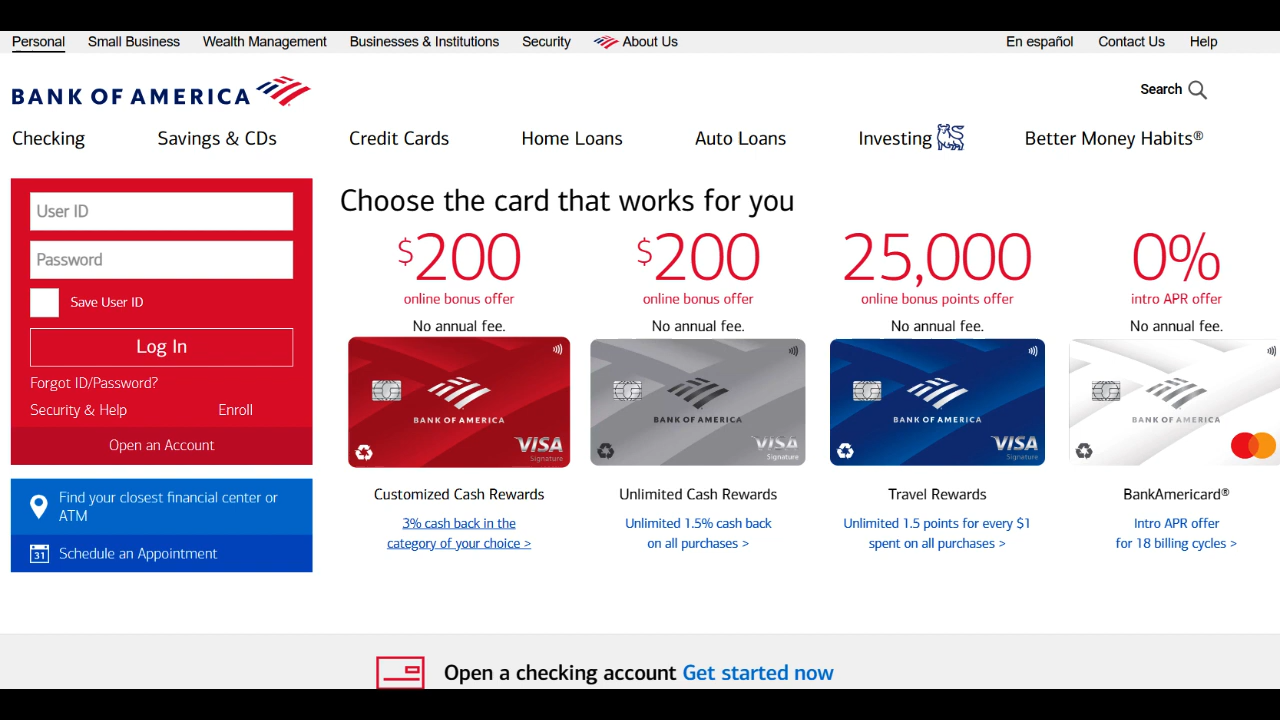 Personal Small Business Wealth Management Businesses & Institutions Security About Us En español Contact Us Help
BANK OF AMERICA
Search
Checking Savings & CDs Credit Cards Home Loans Auto Loans Investing Better Money Habits®
User ID
Password
Save User ID
Log In
Forgot ID/Password?
Security & Help Enroll
Open an Account
Find your closest financial center or
ATM
31 Schedule an Appointment
Choose the card that works for you
$200
online bonus offer
No annual fee.
BANK OF AMERICA
VISA
Signature
Customized Cash Rewards
3% cash back in the
category of your choice >
$200
online bonus offer
No annual fee.
BANK OF AMERICA
VISA
Signature
Unlimited Cash Rewards
Unlimited 1.5% cash back
on all purchases >
25,000
online bonus points offer
No annual fee.
BANK OF AMERICA
VISA
Signature
Travel Rewards
Unlimited 1.5 points for every $1
spent on all purchases >
0%
intro APR offer
No annual fee.
BANK OF AMERICA
BankAmericard®
Intro APR offer
for 18 billing cycles >
Open a checking account Get started now